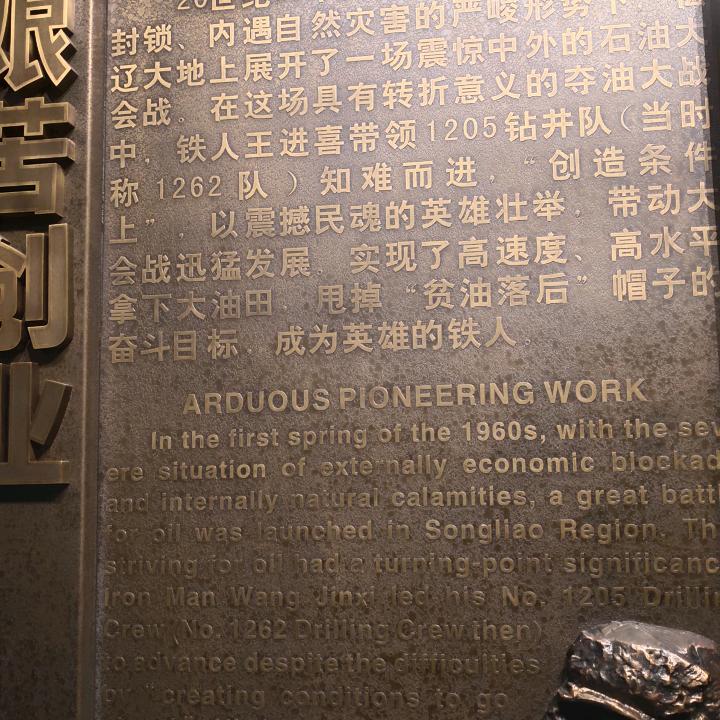 艰苦创业
20世纪
封锁、内遇自然灾害的严峻形势下
辽大地上展开了一场震惊中外的石油大
会战。在这场具有转折意义的夺油大战
中，铁人王进喜带领1205钻井队（当时
称1262队）知难而进，“创造条件
上”，以震撼民魂的英雄壮举，带动大
会战迅猛发展，实现了高速度、高水平
拿下大油田、甩掉“贫油落后”帽子的
奋斗目标，成为英雄的铁人。
ARDUOUS PIONEERING WORK
In the first spring of the 1960s, with the sev
ere situation of externally economic blockad
and internally natural calamities, a great batt
for oil was launched in Songliao Region. Th
striving for oil had a turning-point significanc
Iron Man Wang Jinxi led his No. 1205 Drillin
Crew (No. 1262 Drilling Crew then)
to advance despite the difficulties
by "creating conditions to go